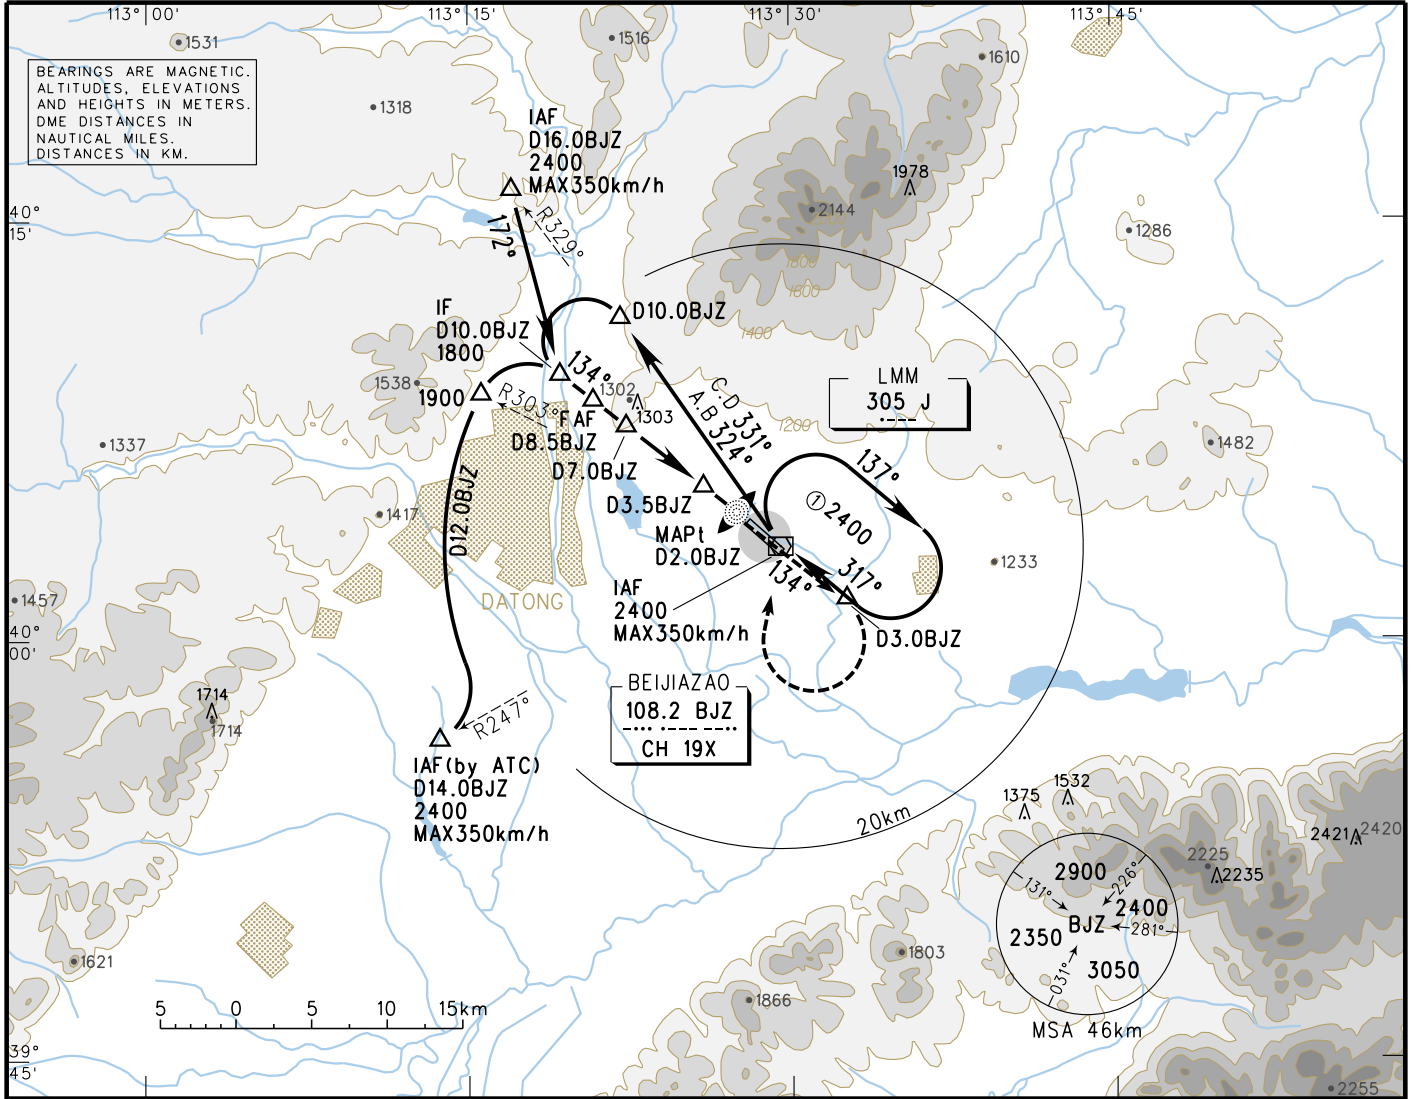 113°00'
113°15'
113°30'
113°45'
1531
1516
1610
BEARINGS ARE MAGNETIC.
ALTITUDES, ELEVATIONS
AND HEIGHTS IN METERS.
DME DISTANCES IN
NAUTICAL MILES.
DISTANCES IN KM.
1318
IAF
D16.0BJZ
2400
MAX350km/h
1978
2144
40°
15'
172°
R329°
1286
1800
1600
1400
1200
IF
D10.0BJZ
1800
D10.0BJZ
134°
1538
1900
R303°
1302
1303
FAF
D8.5BJZ
D7.0BJZ
C.D 331°
A.B 324°
LMM
305 J
·---
1337
1482
137°
1417
D12.0BJZ
D3.5BJZ
①2400
MAPt
D2.0BJZ
1233
317°
134°
IAF
2400
MAX350km/h
DATONG
1457
D3.0BJZ
40°
00'
BEIJIAZAO
108.2 BJZ
-··· ·--- --··
CH 19X
1714
1714
R247°
IAF(by ATC)
D14.0BJZ
2400
MAX350km/h
20km
1375
1532
2421
2420
2225
2235
2900
131°
226°
2400
BJZ
281°
2350
031°
3050
MSA 46km
1621
1803
1866
5 0 5 10 15km
39°
45'
2255